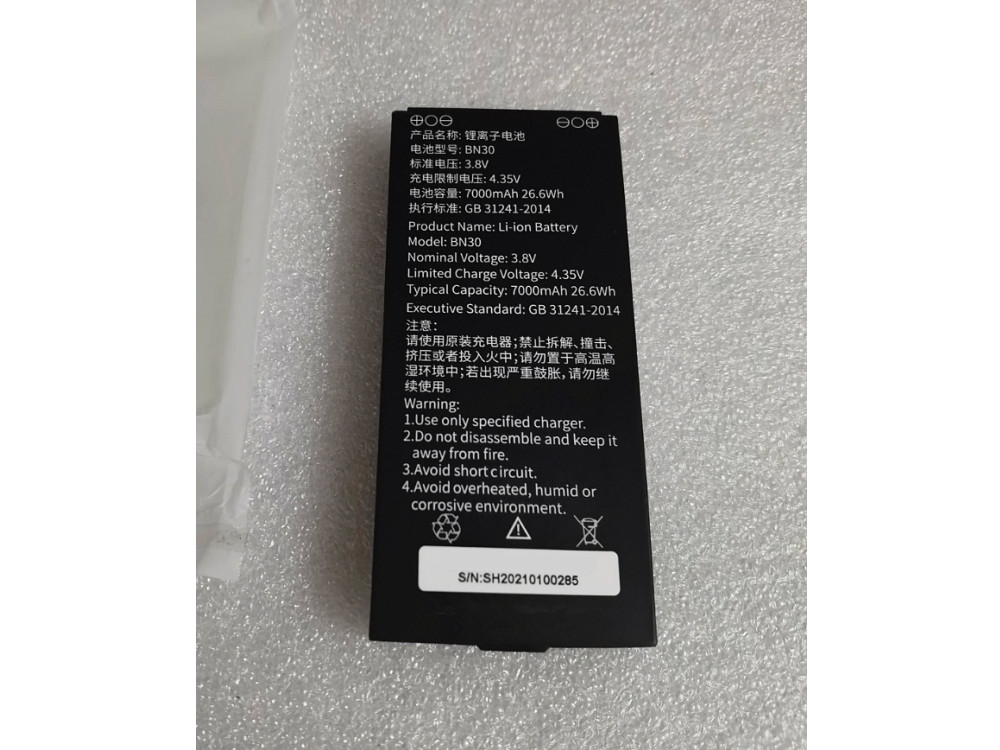 ⊕○⊖ ⊖○⊕
产品名称: 锂离子电池
电池型号: BN30
标准电压: 3.8V
充电限制电压: 4.35V
电池容量: 7000mAh 26.6Wh
执行标准: GB 31241-2014
Product Name: Li-ion Battery
Model: BN30
Nominal Voltage: 3.8V
Limited Charge Voltage: 4.35V
Typical Capacity: 7000mAh 26.6Wh
Executive Standard: GB 31241-2014
注意：
请使用原装充电器;禁止拆解、撞击、
挤压或者投入火中;请勿置于高温高
湿环境中;若出现严重鼓胀,请勿继
续使用。
Warning:
1.Use only specified charger.
2.Do not disassemble and keep it
away from fire.
3.Avoid short circuit.
4.Avoid overheated, humid or
corrosive environment.
S/N:SH20210100285